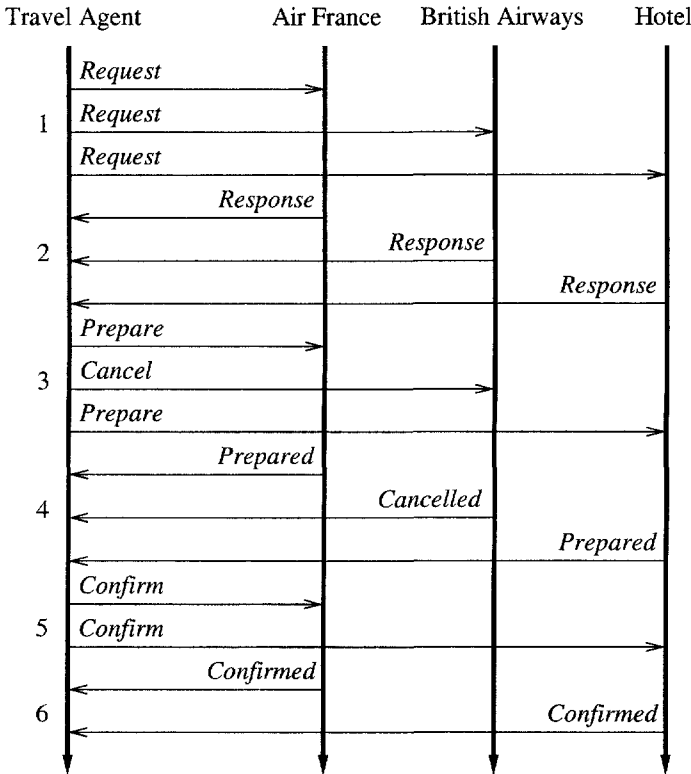 Travel Agent Air France British Airways Hotel
Request
1
Request
Request
Response
2
Response
Response
Prepare
3
Cancel
Prepare
Prepared
4
Cancelled
Prepared
Confirm
5
Confirm
Confirmed
6
Confirmed